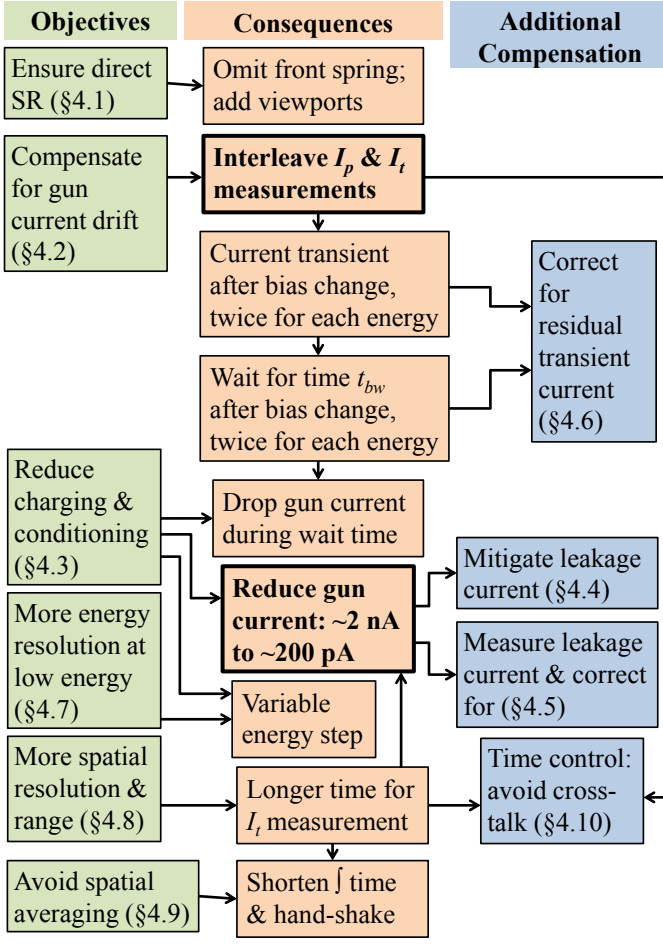 Objectives
Consequences
Additional
Compensation
Ensure direct
SR (§4.1)
Omit front spring;
add viewports
Compensate
for gun
current drift
(§4.2)
Interleave Ip & It
measurements
Current transient
after bias change,
twice for each energy
Correct
for
residual
transient
current
(§4.6)
Wait for time tbw
after bias change,
twice for each energy
Reduce
charging &
conditioning
(§4.3)
Drop gun current
during wait time
Reduce gun
current: ~2 nA
to ~200 pA
Mitigate leakage
current (§4.4)
More energy
resolution at
low energy
(§4.7)
Measure leakage
current & correct
for (§4.5)
Variable
energy step
More spatial
resolution &
range (§4.8)
Longer time for
It measurement
Time control:
avoid cross-
talk (§4.10)
Avoid spatial
averaging (§4.9)
Shorten ∫ time
& hand-shake